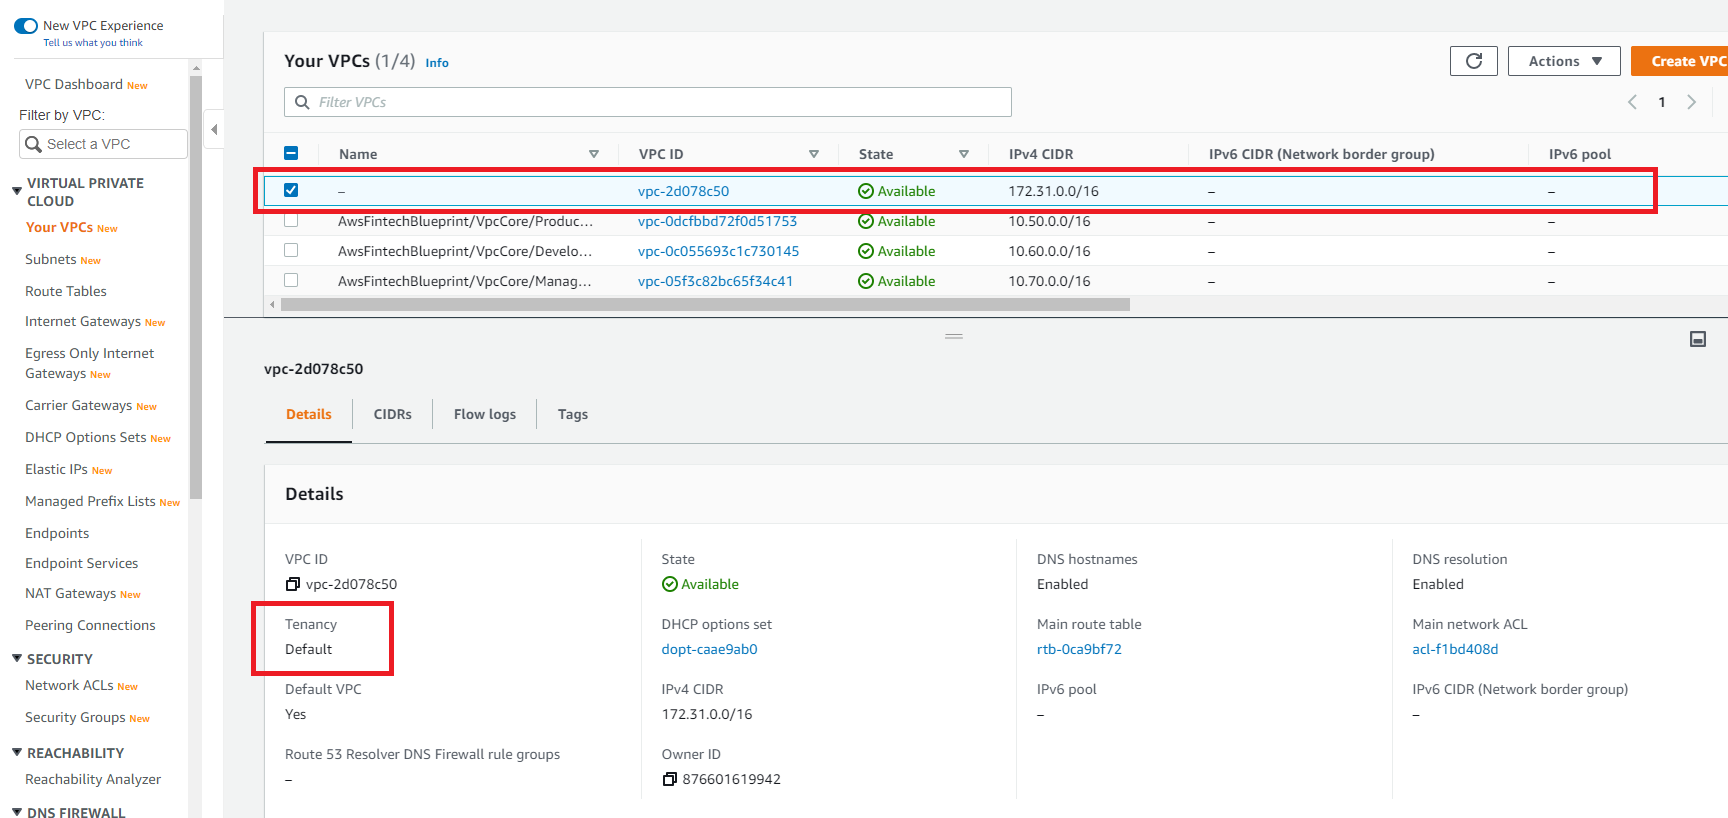 New VPC Experience
Tell us what you think
VPC Dashboard New
Filter by VPC:
Select a VPC
VIRTUAL PRIVATE
CLOUD
Your VPCs New
Subnets New
Route Tables
Internet Gateways New
Egress Only Internet
Gateways New
Carrier Gateways New
DHCP Options Sets New
Elastic IPs New
Managed Prefix Lists New
Endpoints
Endpoint Services
NAT Gateways New
Peering Connections
SECURITY
Network ACLs New
Security Groups New
REACHABILITY
Reachability Analyzer
DNS FIREWALL
Your VPCs (1/4) Info
Actions
Create VPC
Filter VPCs
1
Name VPC ID State IPv4 CIDR IPv6 CIDR (Network border group) IPv6 pool
– vpc-2d078c50 Available 172.31.0.0/16 – –
AwsFintechBlueprint/VpcCore/Produc... vpc-0dcfbbd72f0d51753 Available 10.50.0.0/16 – –
AwsFintechBlueprint/VpcCore/Develo... vpc-0c055693c1c730145 Available 10.60.0.0/16 – –
AwsFintechBlueprint/VpcCore/Manag... vpc-05f3c82bc65f34c41 Available 10.70.0.0/16 – –
vpc-2d078c50
Details CIDRs Flow logs Tags
Details
VPC ID State DNS hostnames DNS resolution
vpc-2d078c50 Available Enabled Enabled
Tenancy DHCP options set Main route table Main network ACL
Default dopt-caae9ab0 rtb-0ca9bf72 acl-f1bd408d
Default VPC IPv4 CIDR IPv6 pool IPv6 CIDR (Network border group)
Yes 172.31.0.0/16 – –
Route 53 Resolver DNS Firewall rule groups Owner ID
– 876601619942